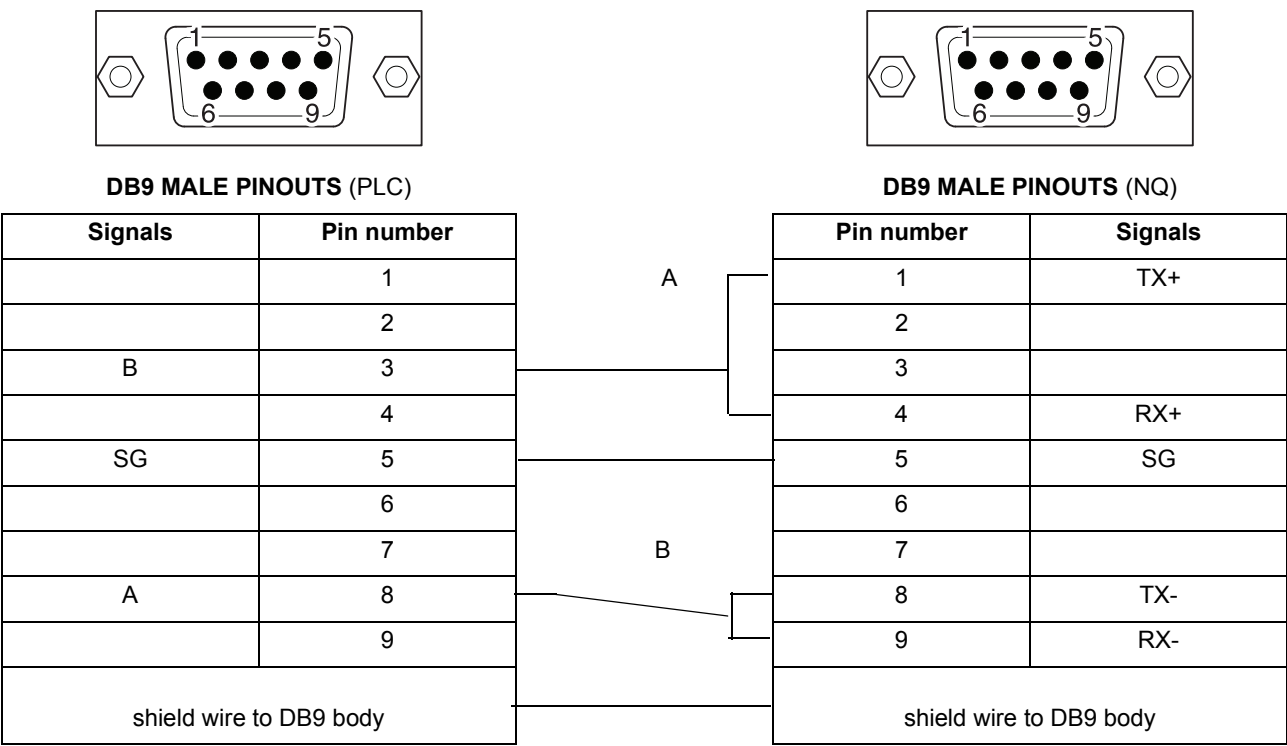 1 5
6 9
1 5
6 9
DB9 MALE PINOUTS (PLC)
DB9 MALE PINOUTS (NQ)
Signals Pin number
Pin number Signals
1 A 1 TX+
2 2
B 3 3
4 4 RX+
SG 5 5 SG
6 6
7 B 7
A 8 8 TX-
9 9 RX-
shield wire to DB9 body shield wire to DB9 body